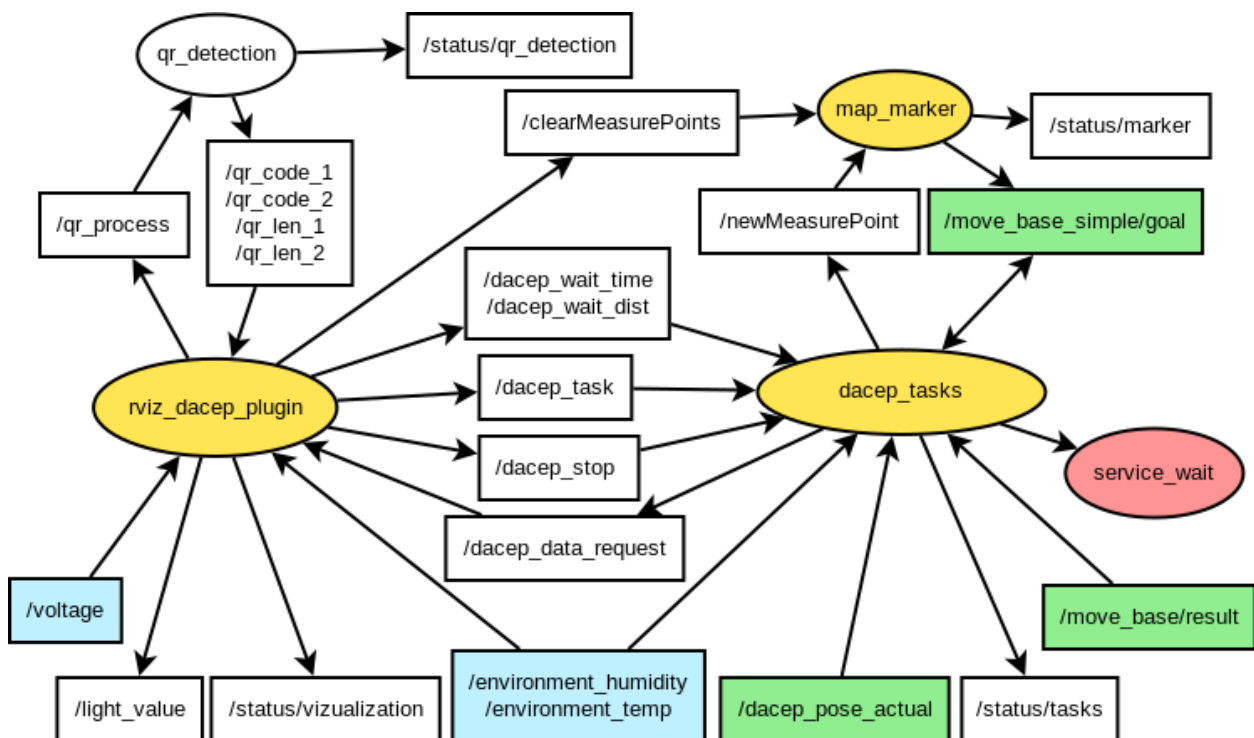 qr_detection
/status/qr_detection
/clearMeasurePoints
map_marker
/status/marker
/qr_process
/qr_code_1
/qr_code_2
/qr_len_1
/qr_len_2
/newMeasurePoint
/move_base_simple/goal
/dacep_wait_time
/dacep_wait_dist
rviz_dacep_plugin
/dacep_task
dacep_tasks
/dacep_stop
service_wait
/dacep_data_request
/voltage
/move_base/result
/light_value
/status/vizualization
/environment_humidity
/environment_temp
/dacep_pose_actual
/status/tasks